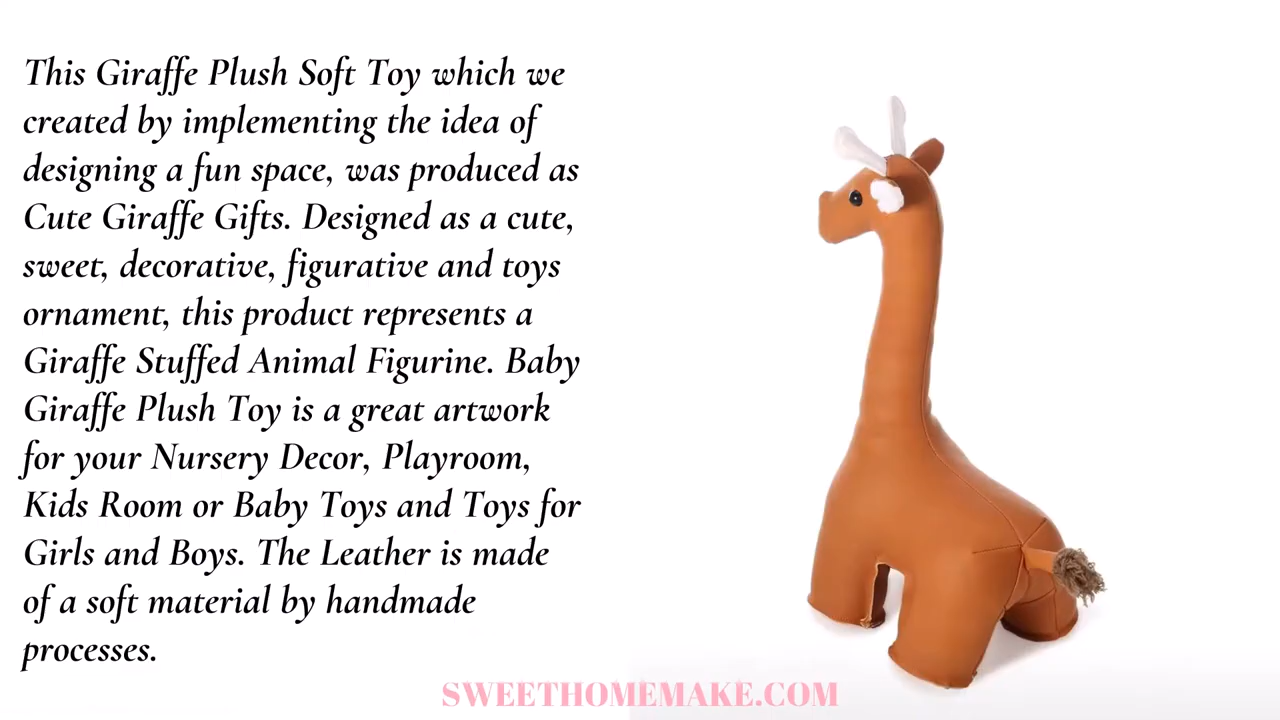 This Giraffe Plush Soft Toy which we
created by implementing the idea of
designing a fun space, was produced as
Cute Giraffe Gifts. Designed as a cute,
sweet, decorative, figurative and toys
ornament, this product represents a
Giraffe Stuffed Animal Figurine. Baby
Giraffe Plush Toy is a great artwork
for your Nursery Decor, Playroom,
Kids Room or Baby Toys and Toys for
Girls and Boys. The Leather is made
of a soft material by handmade
processes.
SWEETHOMEMAKE.COM